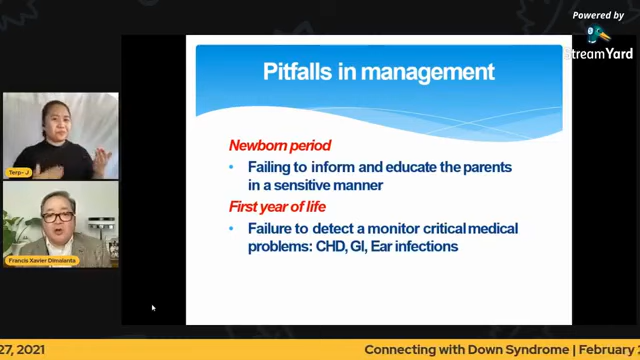 Powered by
StreamYard
Pitfalls in management
Newborn period
• Failing to inform and educate the parents
in a sensitive manner
First year of life
• Failure to detect a monitor critical medical
problems: CHD, GI, Ear infections
Terp- J
Francis Xavier Dimalanta
27, 2021
Connecting with Down Syndrome | February